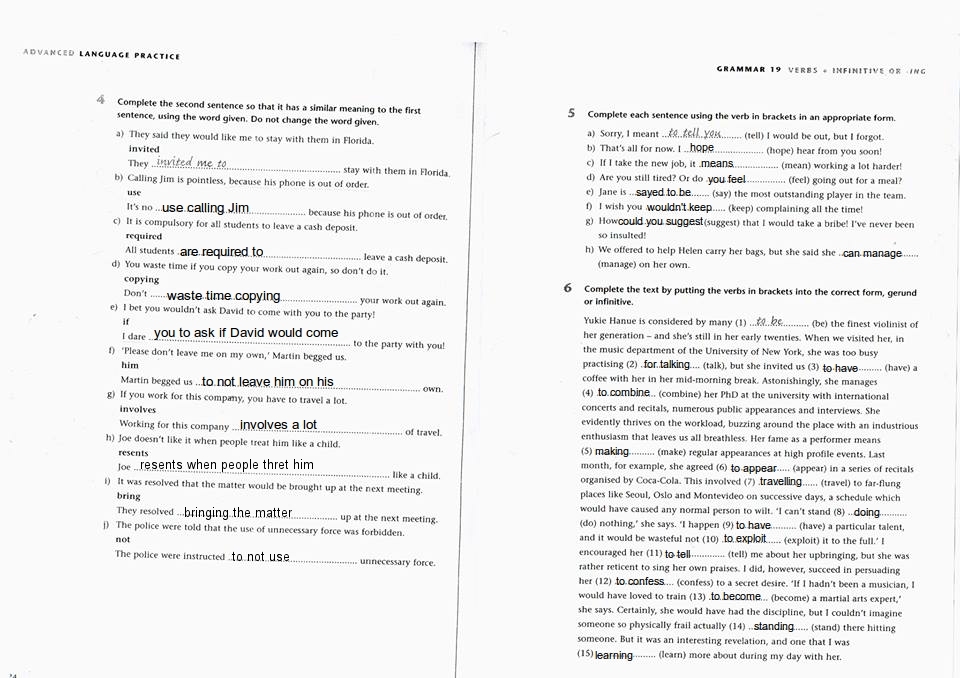 ADVANCED LANGUAGE PRACTICE
4 Complete the second sentence so that it has a similar meaning to the first
sentence, using the word given. Do not change the word given.
a) They said they would like me to stay with them in Florida.
invited
They ...invited me to... stay with them in Florida.
b) Calling Jim is pointless, because his phone is out of order.
use
It's no ...use calling Jim... because his phone is out of order.
c) It is compulsory for all students to leave a cash deposit.
required
All students ...are required to... leave a cash deposit.
d) You waste time if you copy your work out again, so don't do it.
copying
Don't ...waste time copying... your work out again.
e) I bet you wouldn't ask David to come with you to the party!
if
I dare ...you to ask if David would come... to the party with you!
f) 'Please don't leave me on my own,' Martin begged us.
him
Martin begged us ...to not leave him on his... own.
g) If you work for this company, you have to travel a lot.
involves
Working for this company ...involves a lot... of travel.
h) Joe doesn't like it when people treat him like a child.
resents
Joe ...resents when people thret him... like a child.
i) It was resolved that the matter would be brought up at the next meeting.
bring
They resolved ...bringing the matter... up at the next meeting.
j) The police were told that the use of unnecessary force was forbidden.
not
The police were instructed ...to not use... unnecessary force.
GRAMMAR 19 VERBS + INFINITIVE OR -ING
5 Complete each sentence using the verb in brackets in an appropriate form.
a) Sorry, I meant ...to tell you... (tell) I would be out, but I forgot.
b) That's all for now. I ...hope... (hope) hear from you soon!
c) If I take the new job, it ...means... (mean) working a lot harder!
d) Are you still tired? Or do ...you feel... (feel) going out for a meal?
e) Jane is ...sayed to be... (say) the most outstanding player in the team.
f) I wish you ...wouldn't keep... (keep) complaining all the time!
g) How could you suggest (suggest) that I would take a bribe! I've never been
so insulted!
h) We offered to help Helen carry her bags, but she said she ...can manage...
(manage) on her own.
6 Complete the text by putting the verbs in brackets into the correct form, gerund
or infinitive.
Yukie Hanue is considered by many (1) ...to be... (be) the finest violinist of
her generation – and she's still in her early twenties. When we visited her, in
the music department of the University of New York, she was too busy
practising (2) ...for talking... (talk), but she invited us (3) to have... (have) a
coffee with her in her mid-morning break. Astonishingly, she manages
(4) ...to combine... (combine) her PhD at the university with international
concerts and recitals, numerous public appearances and interviews. She
evidently thrives on the workload, buzzing around the place with an industrious
enthusiasm that leaves us all breathless. Her fame as a performer means
(5) making... (make) regular appearances at high profile events. Last
month, for example, she agreed (6) to appear... (appear) in a series of recitals
organised by Coca-Cola. This involved (7) ...travelling... (travel) to far-flung
places like Seoul, Oslo and Montevideo on successive days, a schedule which
would have caused any normal person to wilt. 'I can't stand (8) ...doing...
(do) nothing,' she says. 'I happen (9) to have... (have) a particular talent,
and it would be wasteful not (10) ...to exploit... (exploit) it to the full.' I
encouraged her (11) to tell... (tell) me about her upbringing, but she was
rather reticent to sing her own praises. I did, however, succeed in persuading
her (12) ...to confess... (confess) to a secret desire. 'If I hadn't been a musician, I
would have loved to train (13) ...to become... (become) a martial arts expert,'
she says. Certainly, she would have had the discipline, but I couldn't imagine
someone so physically frail actually (14) ...standing... (stand) there hitting
someone. But it was an interesting revelation, and one that I was
(15) learning... (learn) more about during my day with her.